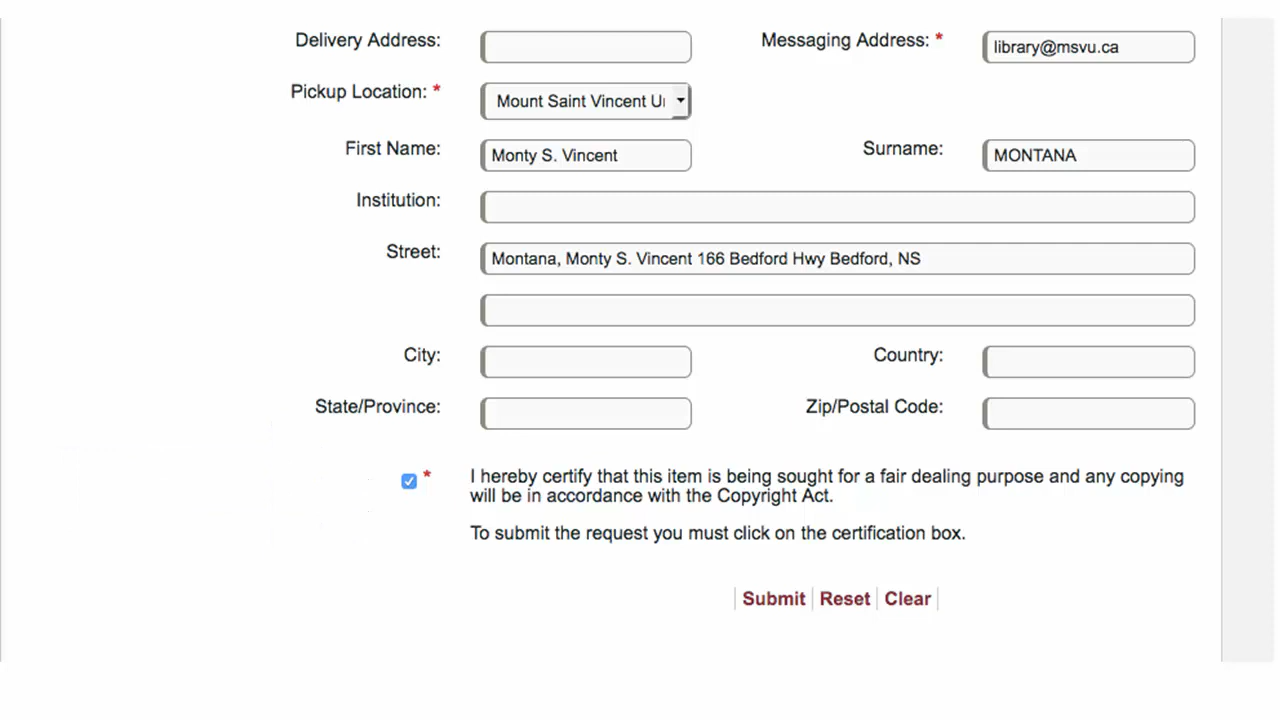 Delivery Address: Messaging Address: * library@msvu.ca
Pickup Location: * Mount Saint Vincent
First Name: Monty S. Vincent Surname: MONTANA
Institution:
Street: Montana, Monty S. Vincent 166 Bedford Hwy Bedford, NS
City: Country:
State/Province: Zip/Postal Code:
* I hereby certify that this item is being sought for a fair dealing purpose and any copying
will be in accordance with the Copyright Act.
To submit the request you must click on the certification box.
Submit Reset Clear